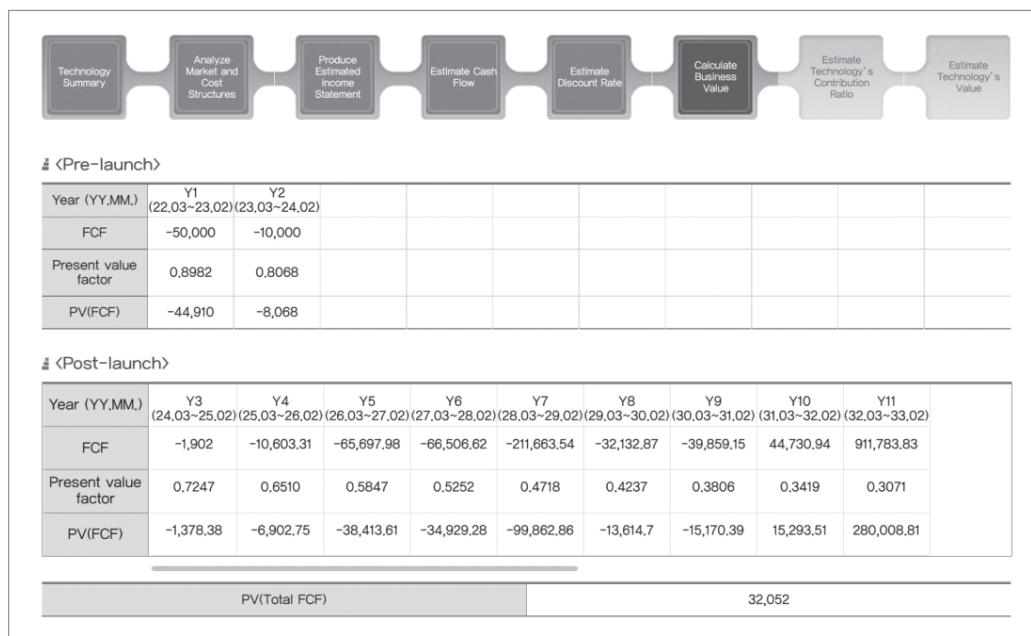 Technology
Summary
Analyze
Market and
Cost
Structures
Produce
Estimated
Income
Statement
Estimate Cash
Flow
Estimate
Discount Rate
Calculate
Business
Value
Estimate
Technology's
Contribution
Ratio
Estimate
Technology's
Value
<Pre-launch>
Year (YY.MM.) Y1 Y2
(22.03~23.02) (23.03~24.02)
FCF -50,000 -10,000
Present value
factor 0.8982 0.8068
PV(FCF) -44,910 -8,068
<Post-launch>
Year (YY.MM.) Y3 Y4 Y5 Y6 Y7 Y8 Y9 Y10 Y11
(24.03~25.02) (25.03~26.02) (26.03~27.02) (27.03~28.02) (28.03~29.02) (29.03~30.02) (30.03~31.02) (31.03~32.02) (32.03~33.02)
FCF -1,902 -10,603.31 -65,697.98 -66,506.62 -211,663.54 -32,132.87 -39,859.15 44,730.94 911,783.83
Present value
factor 0.7247 0.6510 0.5847 0.5252 0.4718 0.4237 0.3806 0.3419 0.3071
PV(FCF) -1,378.38 -6,902.75 -38,413.61 -34,929.28 -99,862.86 -13,614.7 -15,170.39 15,293.51 280,008.81
PV(Total FCF) 32,052